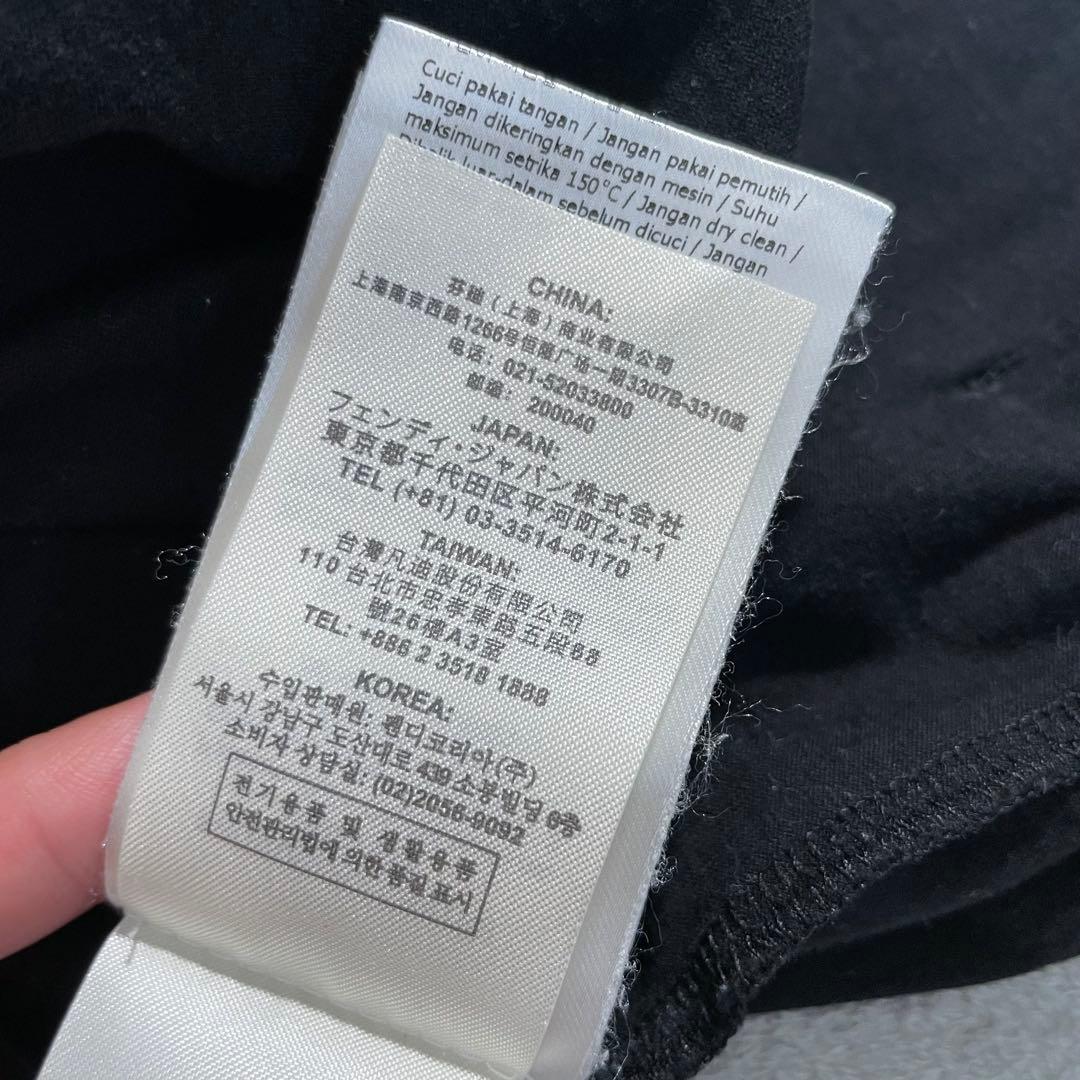 Cuci pakai tangan / Jangan pakai pemutih /
Jangan dikeringkan dengan mesin / Suhu
maksimum setrika 150°C / Jangan dry clean /
Dibalik luar-dalam sebelum dicuci / Jangan
CHINA:
芬迪（上海）商业有限公司
上海南京西路1266号恒隆广场一期3307B-3310室
电话：021-52033800
邮编：200040
JAPAN:
フェンディ・ジャパン株式会社
東京都千代田区平河町2-1-1
TEL (+81) 03-3514-6170
TAIWAN:
台灣凡迪股份有限公司
110 台北市忠孝東路五段68
號26樓A3室
TEL: +886 2 3518 1888
KOREA:
수입판매원: 펜디코리아(주)
서울시 강남구 도산대로 439소봉빌딩 6층
소비자 상담실: (02)2056-9092
전기용품 및 생활용품
안전관리법에의한 품질 표시